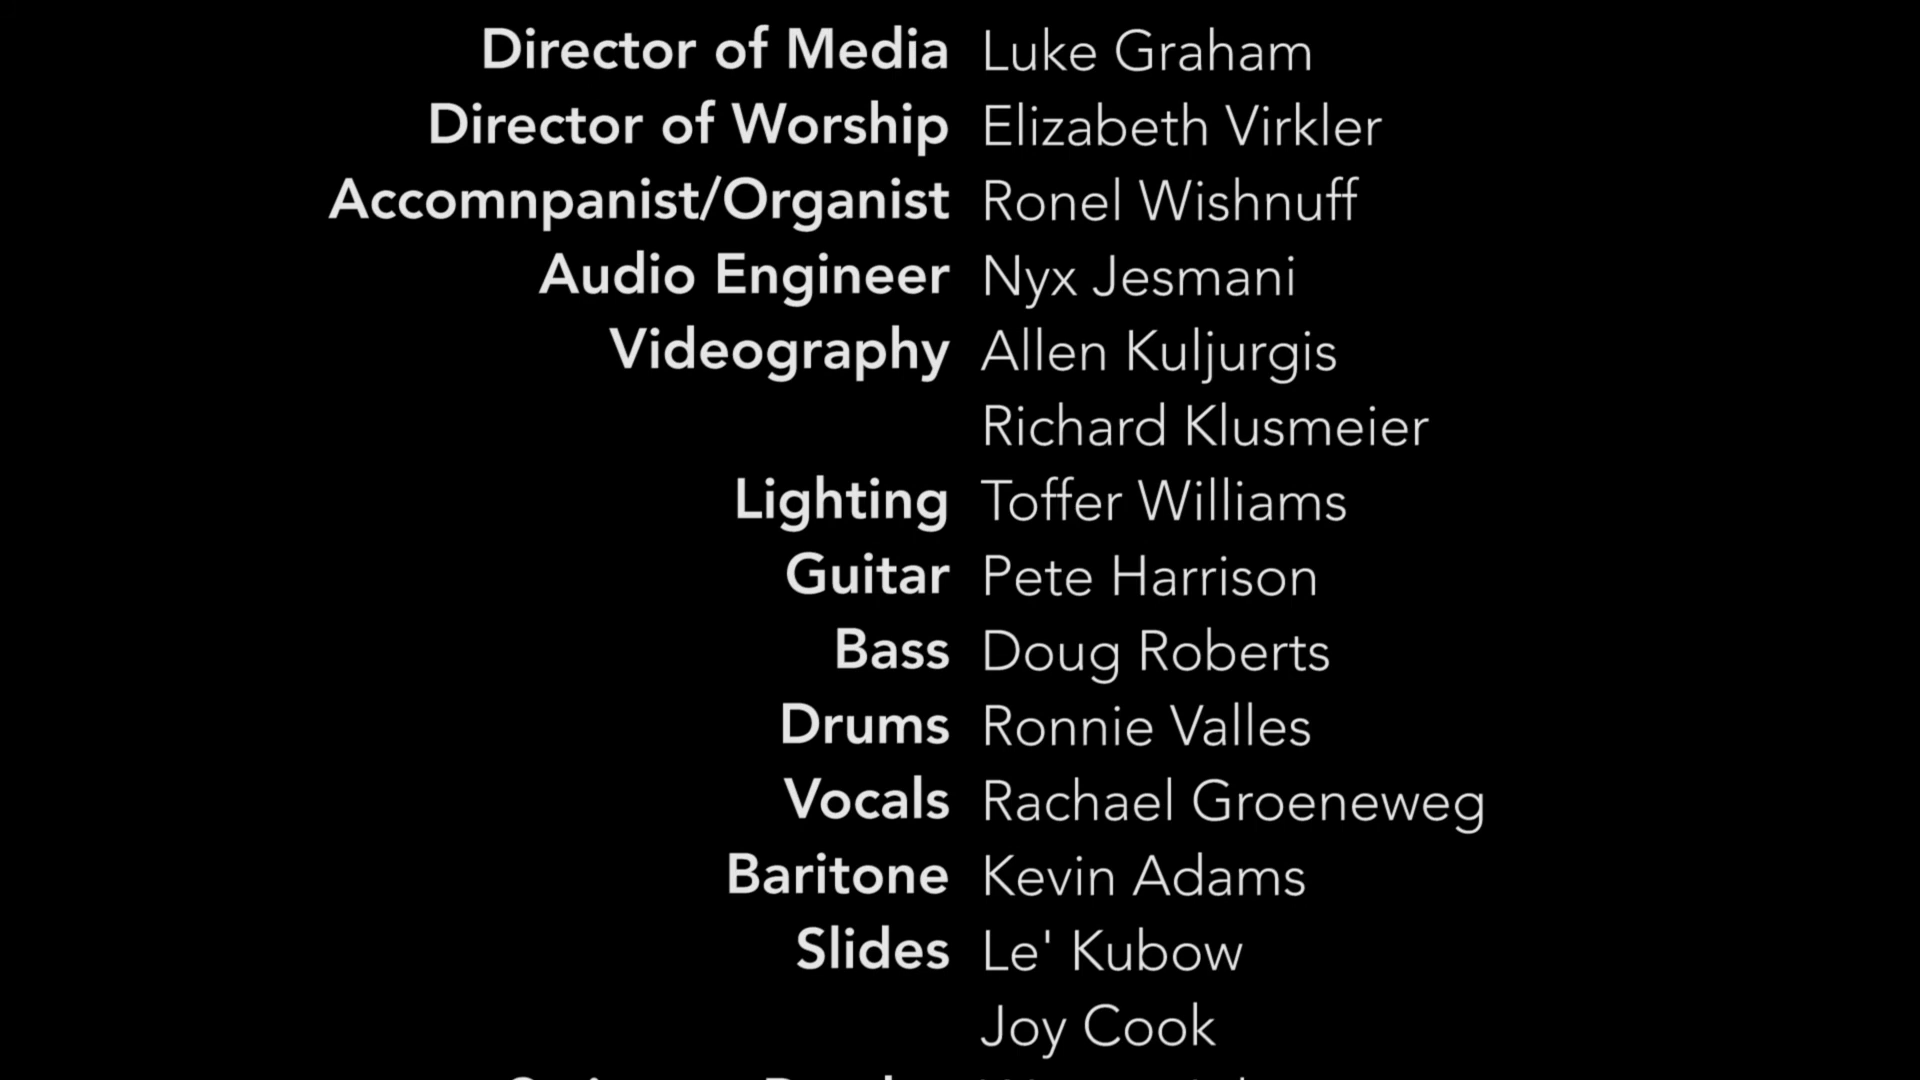 Director of Media Luke Graham
Director of Worship Elizabeth Virkler
Accomnpanist/Organist Ronel Wishnuff
Audio Engineer Nyx Jesmani
Videography Allen Kuljurgis
Richard Klusmeier
Lighting Toffer Williams
Guitar Pete Harrison
Bass Doug Roberts
Drums Ronnie Valles
Vocals Rachael Groeneweg
Baritone Kevin Adams
Slides Le' Kubow
Joy Cook